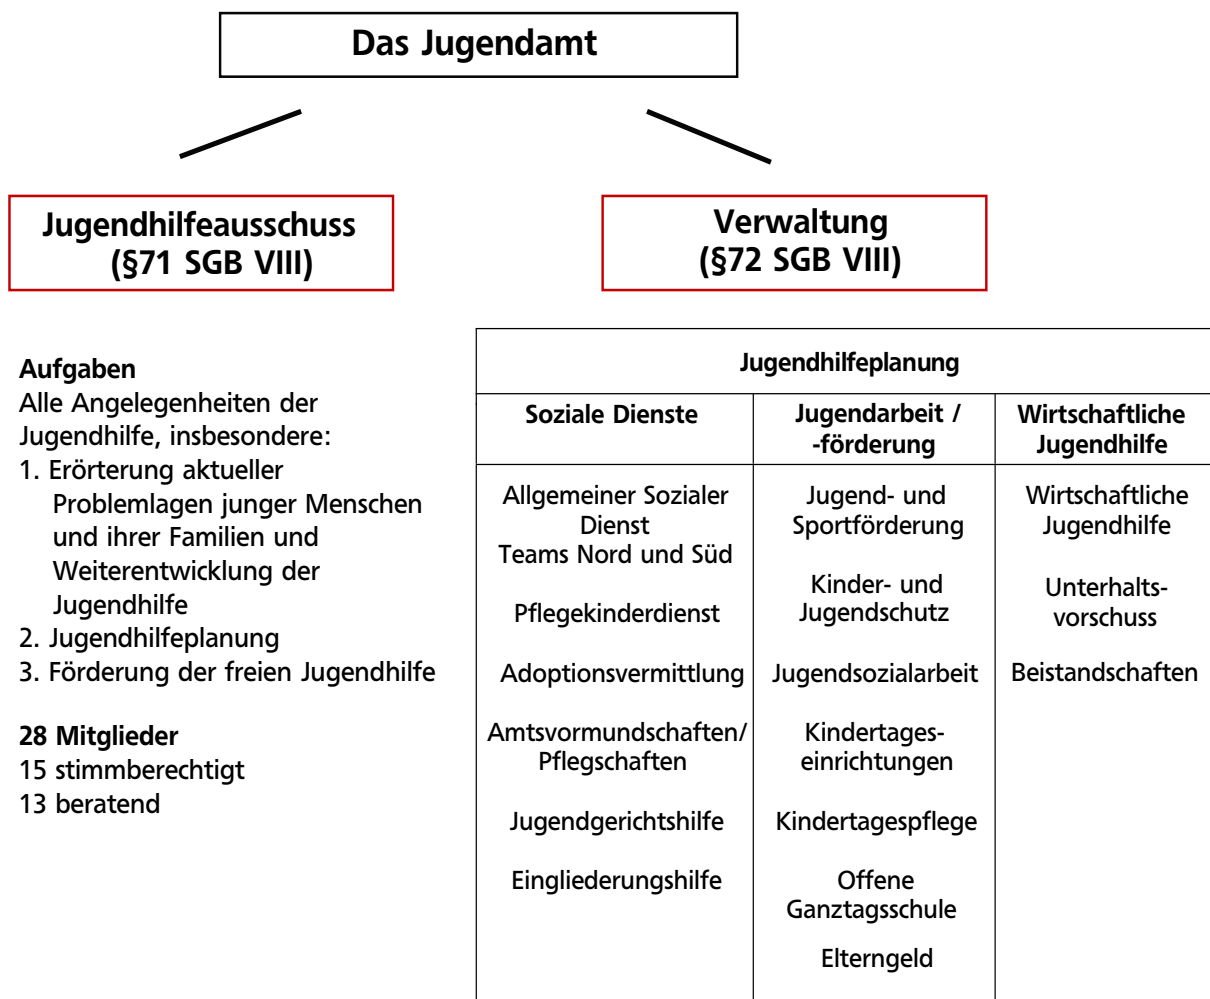 Das Jugendamt
Jugendhilfeausschuss
(§71 SGB VIII)
Verwaltung
(§72 SGB VIII)
Aufgaben
Alle Angelegenheiten der
Jugendhilfe, insbesondere:
1. Erörterung aktueller
Problemlagen junger Menschen
und ihrer Familien und
Weiterentwicklung der
Jugendhilfe
2. Jugendhilfeplanung
3. Förderung der freien Jugendhilfe
28 Mitglieder
15 stimmberechtigt
13 beratend
Jugendhilfeplanung
Soziale Dienste
Allgemeiner Sozialer
Dienst
Teams Nord und Süd
Pflegekinderdienst
Adoptionsvermittlung
Amtsvormundschaften/
Pflegschaften
Jugendgerichtshilfe
Eingliederungshilfe
Jugendarbeit /
-förderung
Jugend- und
Sportförderung
Kinder- und
Jugendschutz
Jugendsozialarbeit
Kindertages-
einrichtungen
Kindertagespflege
Offene
Ganztagsschule
Elterngeld
Wirtschaftliche
Jugendhilfe
Wirtschaftliche
Jugendhilfe
Unterhalts-
vorschuss
Beistandschaften